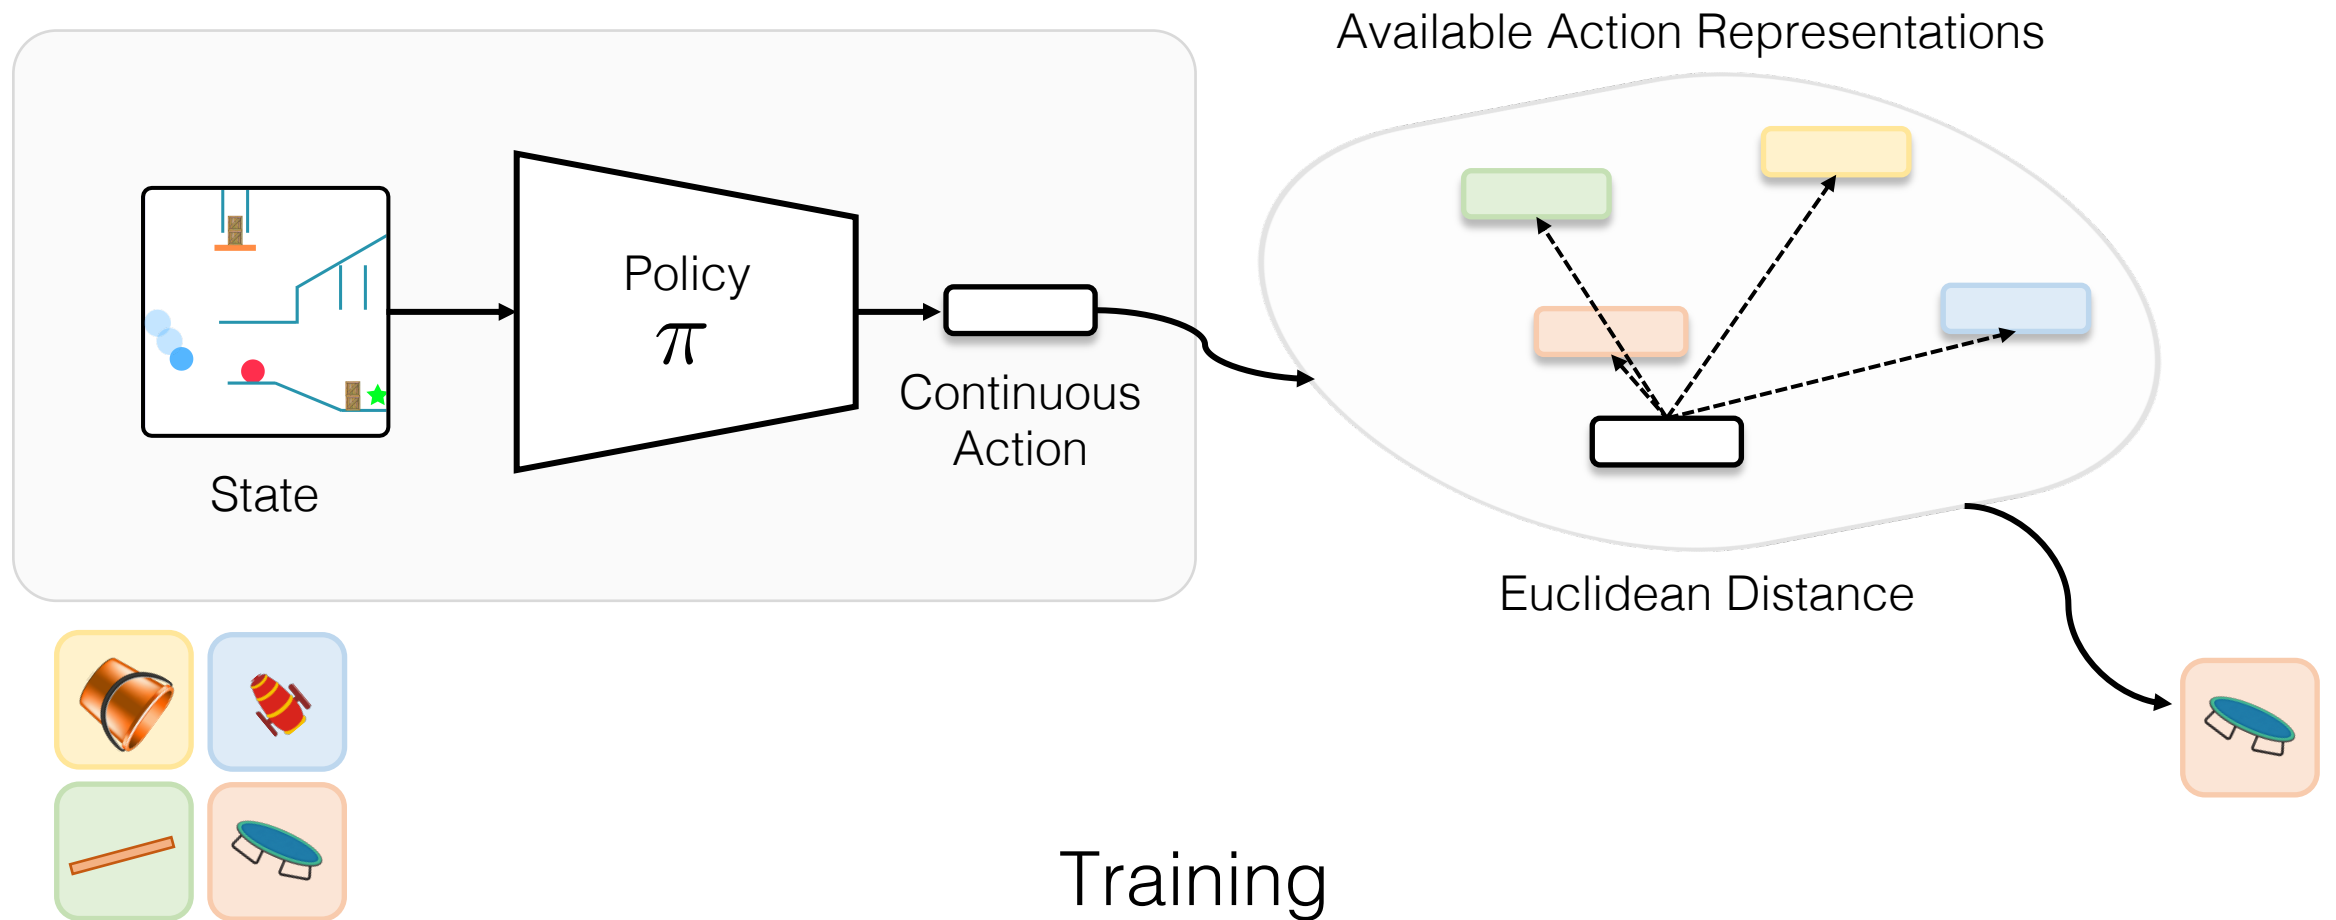 Available Action Representations
Policy
π
Continuous
Action
State
Euclidean Distance
Training